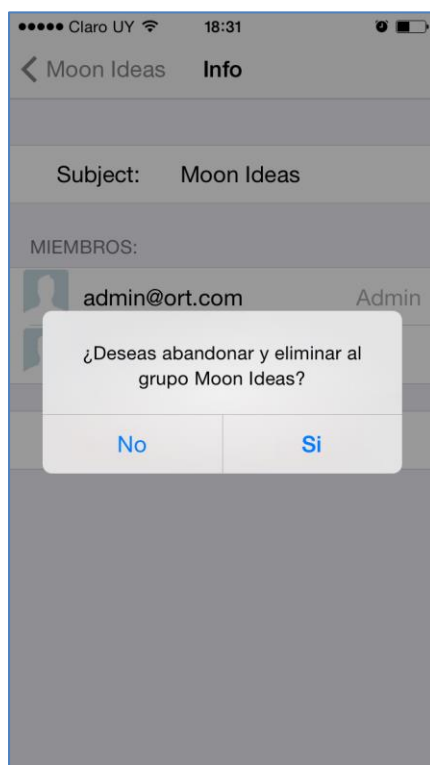 Claro UY 18:31
Moon Ideas Info
Subject: Moon Ideas
MIEMBROS:
admin@ort.com Admin
¿Deseas abandonar y eliminar al
grupo Moon Ideas?
No Si